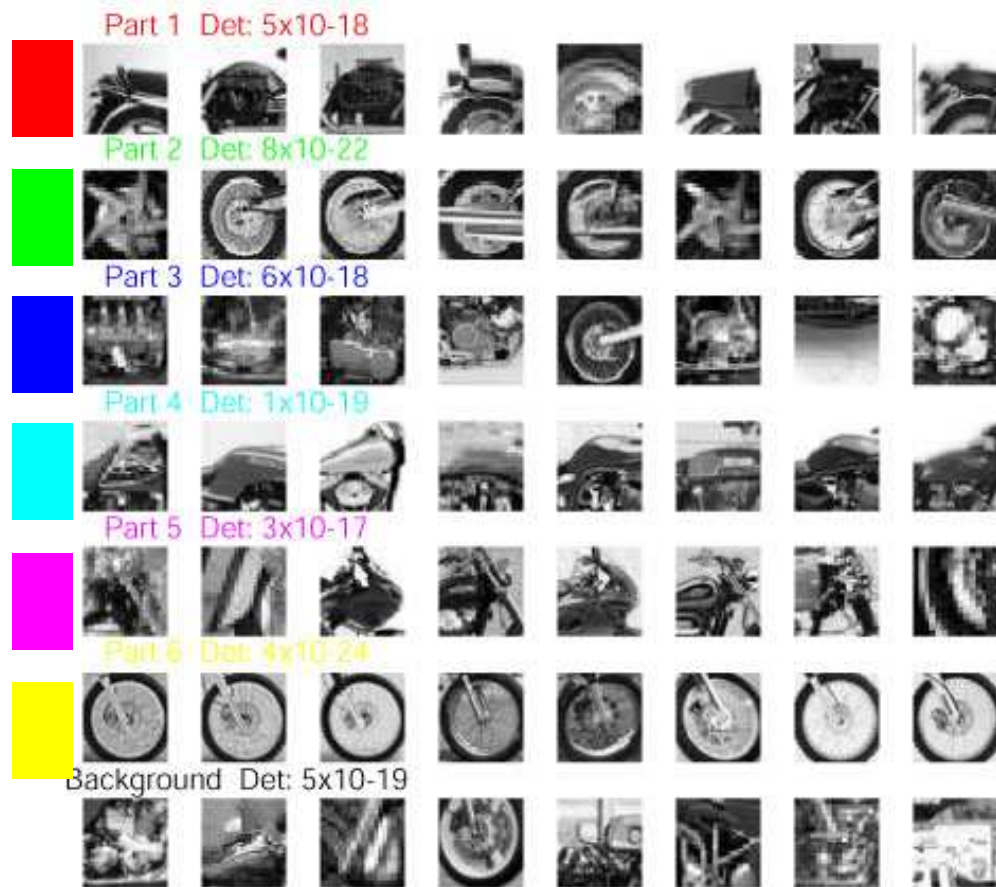 Part 1 Det: 5x10-18
Part 2 Det: 8x10-22
Part 3 Det: 6x10-18
Part 4 Det: 1x10-19
Part 5 Det: 3x10-17
Part 6 Det: 4x10-24
Background Det: 5x10-19